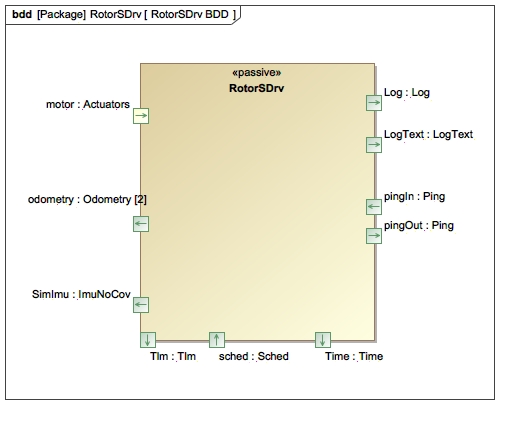 bdd [Package] RotorSDrv [ RotorSDrv BDD ]
«passive»
RotorSDrv
motor : Actuators
Log : Log
LogText : LogText
odometry : Odometry [2]
pingIn : Ping
pingOut : Ping
SimImu : ImuNoCov
Tlm : Tlm
sched : Sched
Time : Time